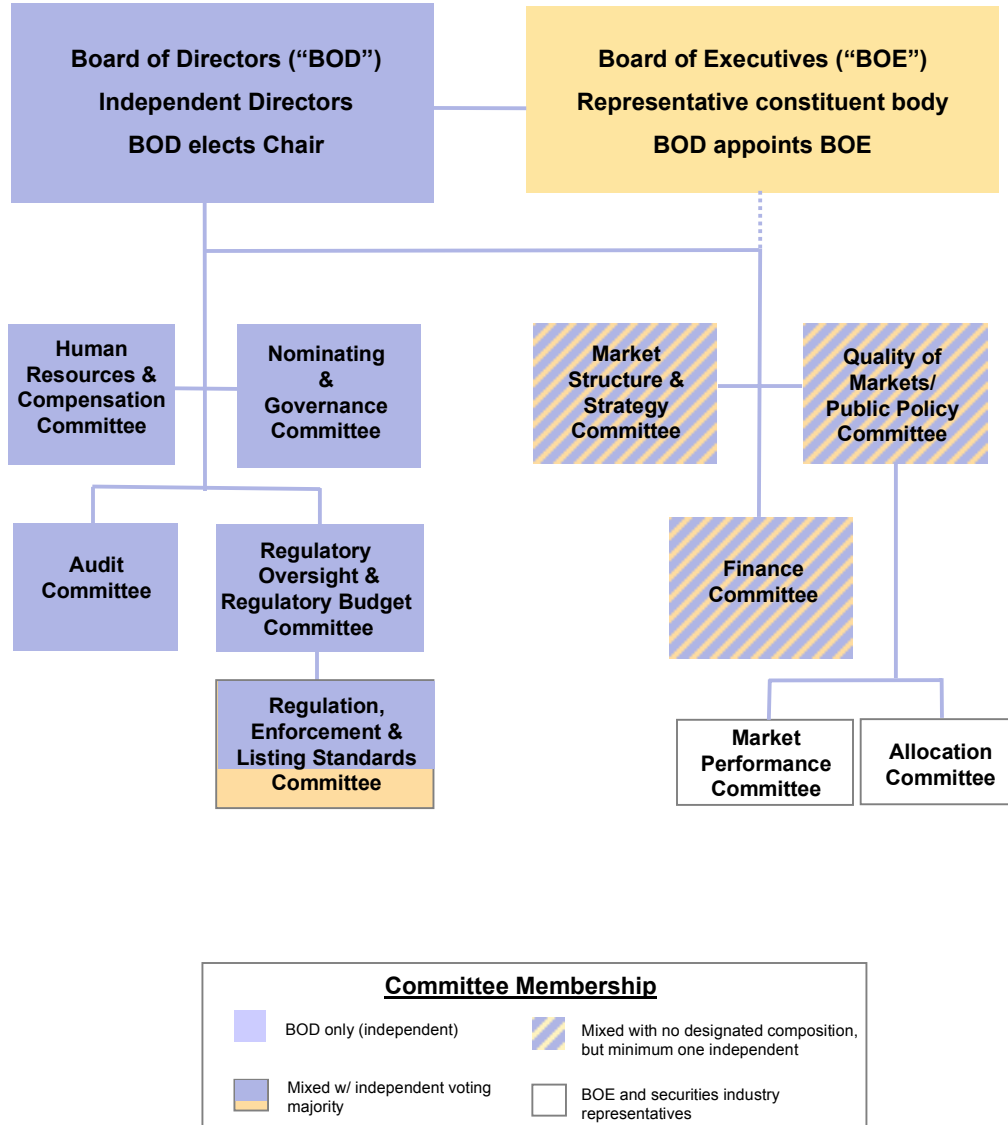 Board of Directors (“BOD”)
Independent Directors
BOD elects Chair
Board of Executives (“BOE”)
Representative constituent body
BOD appoints BOE
Human
Resources &
Compensation
Committee
Nominating
&
Governance
Committee
Market
Structure &
Strategy
Committee
Quality of
Markets/
Public Policy
Committee
Audit
Committee
Regulatory
Oversight &
Regulatory Budget
Committee
Finance
Committee
Regulation,
Enforcement &
Listing Standards
Committee
Market
Performance
Committee
Allocation
Committee
Committee Membership
BOD only (independent)
Mixed with no designated composition,
but minimum one independent
Mixed w/ independent voting
majority
BOE and securities industry
representatives